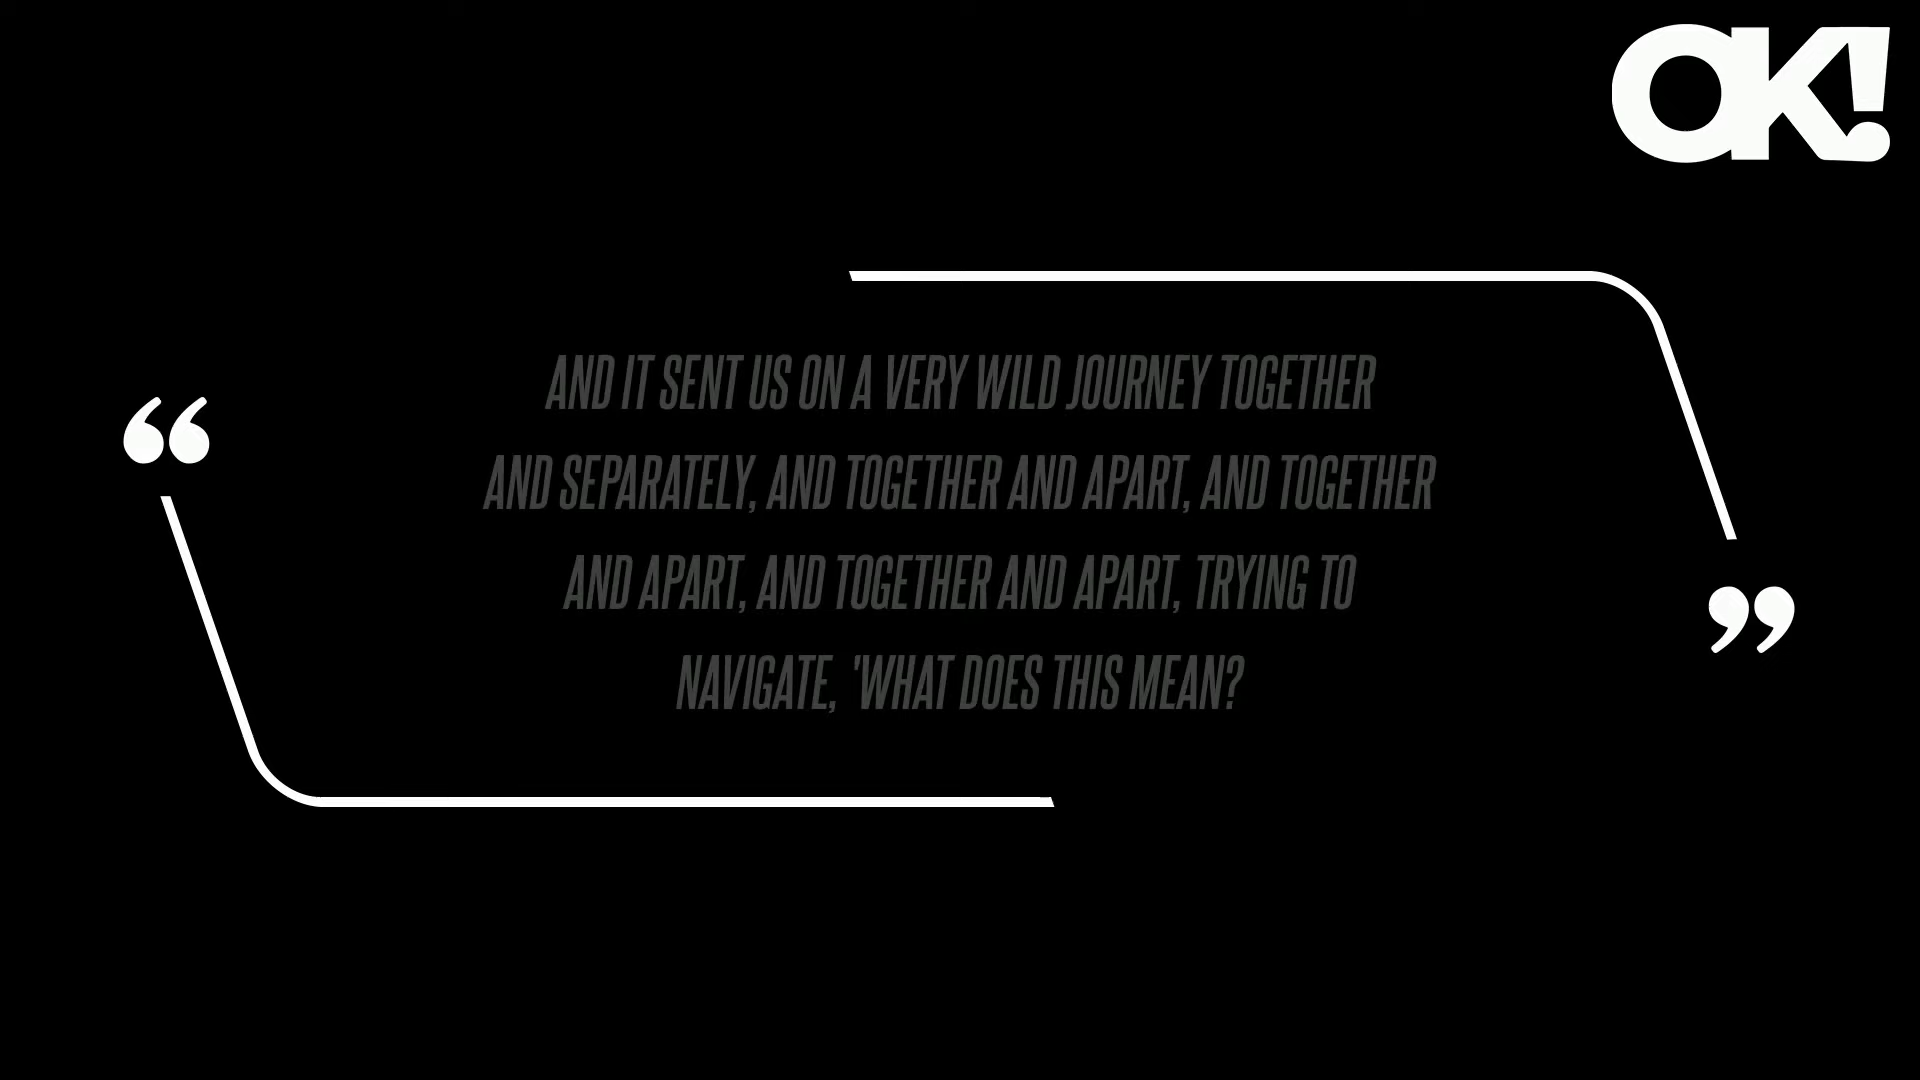 OK!
“
AND IT SENT US ON A VERY WILD JOURNEY TOGETHER
AND SEPARATELY, AND TOGETHER AND APART, AND TOGETHER
AND APART, AND TOGETHER AND APART, TRYING TO
NAVIGATE, 'WHAT DOES THIS MEAN?
”